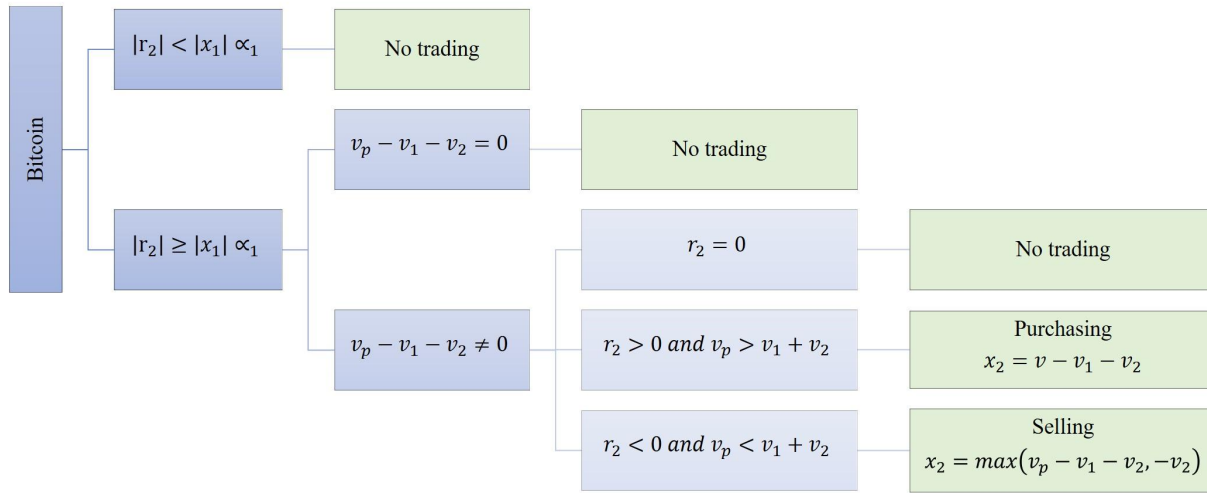 Bitcoin
|r₂| < |x₁| ∝₁
No trading
v_p − v₁ − v₂ = 0
No trading
|r₂| ≥ |x₁| ∝₁
r₂ = 0
No trading
v_p − v₁ − v₂ ≠ 0
r₂ > 0 and v_p > v₁ + v₂
Purchasing
x₂ = v − v₁ − v₂
r₂ < 0 and v_p < v₁ + v₂
Selling
x₂ = max(v_p − v₁ − v₂, −v₂)